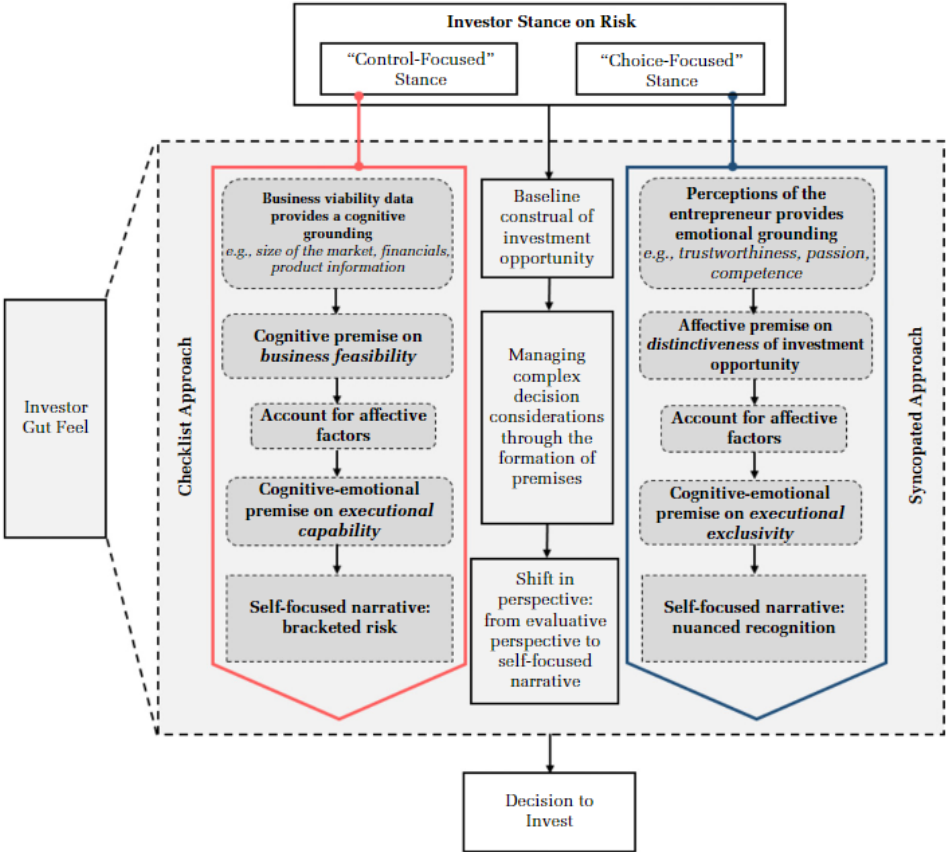 Investor Stance on Risk
“Control-Focused”
Stance
“Choice-Focused”
Stance
Investor
Gut Feel
Checklist Approach
Business viability data
provides a cognitive
grounding
e.g., size of the market, financials,
product information
Cognitive premise on
business feasibility
Account for affective
factors
Cognitive-emotional
premise on executional
capability
Self-focused narrative:
bracketed risk
Baseline
construal of
investment
opportunity
Managing
complex
decision
considerations
through the
formation of
premises
Shift in
perspective:
from evaluative
perspective to
self-focused
narrative
Perceptions of the
entrepreneur provides
emotional grounding
e.g., trustworthiness, passion,
competence
Affective premise on
distinctiveness of investment
opportunity
Account for affective
factors
Cognitive-emotional
premise on executional
exclusivity
Self-focused narrative:
nuanced recognition
Syncopated Approach
Decision to
Invest